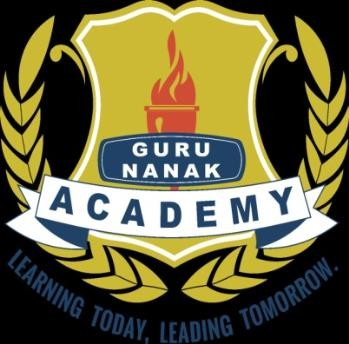 GURU
NANAK
ACADEMY
LEARNING TODAY, LEADING TOMORROW.